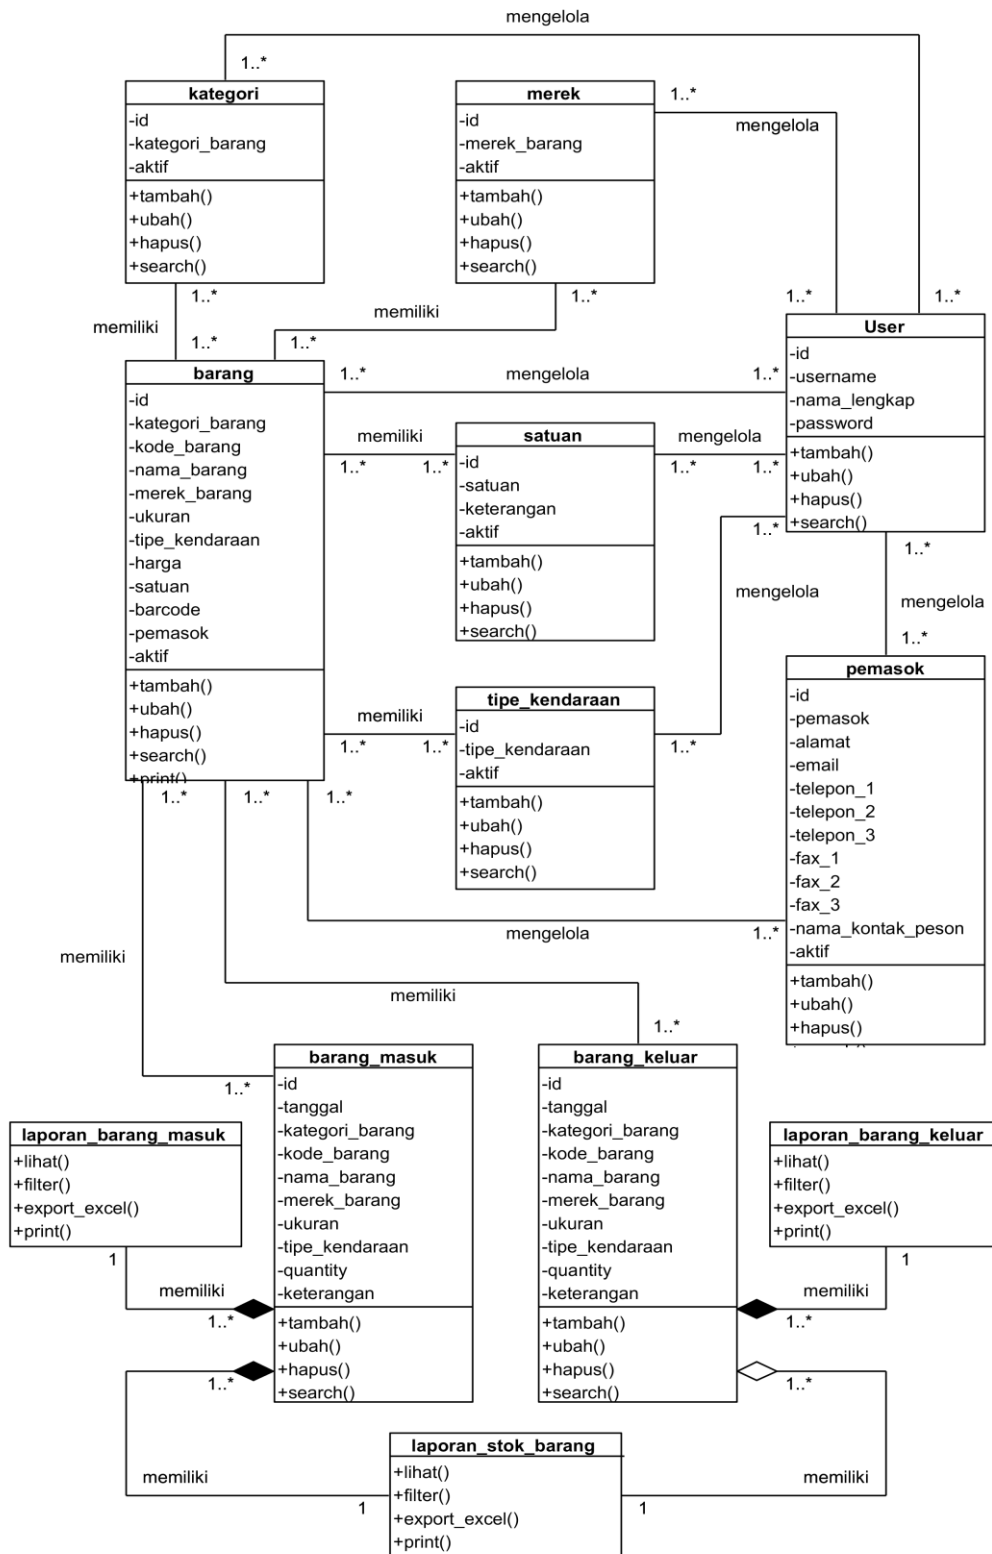 mengelola
1..*
kategori
-id
-kategori_barang
-aktif
+tambah()
+ubah()
+hapus()
+search()
1..*
merek
-id
-merek_barang
-aktif
+tambah()
+ubah()
+hapus()
+search()
1..*
mengelola
1..*
memiliki
1..*
1..*
memiliki
1..*
1..*
1..*
User
-id
-username
-nama_lengkap
-password
+tambah()
+ubah()
+hapus()
+search()
barang
-id
-kategori_barang
-kode_barang
-nama_barang
-merek_barang
-ukuran
-tipe_kendaraan
-harga
-satuan
-barcode
-pemasok
-aktif
+tambah()
+ubah()
+hapus()
+search()
+print()
1..*
mengelola
1..*
memiliki
1..*
1..*
satuan
-id
-satuan
-keterangan
-aktif
+tambah()
+ubah()
+hapus()
+search()
mengelola
1..*
1..*
1..*
mengelola
1..*
mengelola
1..*
memiliki
1..*
1..*
tipe_kendaraan
-id
-tipe_kendaraan
-aktif
+tambah()
+ubah()
+hapus()
+search()
1..*
pemasok
-id
-pemasok
-alamat
-email
-telepon_1
-telepon_2
-telepon_3
-fax_1
-fax_2
-fax_3
-nama_kontak_peson
-aktif
+tambah()
+ubah()
+hapus()
1..*
1..*
1..*
mengelola
1..*
memiliki
memiliki
1..*
1..*
barang_masuk
-id
-tanggal
-kategori_barang
-kode_barang
-nama_barang
-merek_barang
-ukuran
-tipe_kendaraan
-quantity
-keterangan
+tambah()
+ubah()
+hapus()
+search()
barang_keluar
-id
-tanggal
-kategori_barang
-kode_barang
-nama_barang
-merek_barang
-ukuran
-tipe_kendaraan
-quantity
-keterangan
+tambah()
+ubah()
+hapus()
+search()
laporan_barang_masuk
+lihat()
+filter()
+export_excel()
+print()
1
memiliki
1..*
laporan_barang_keluar
+lihat()
+filter()
+export_excel()
+print()
1
memiliki
1..*
1..*
memiliki
1
1..*
memiliki
1
laporan_stok_barang
+lihat()
+filter()
+export_excel()
+print()